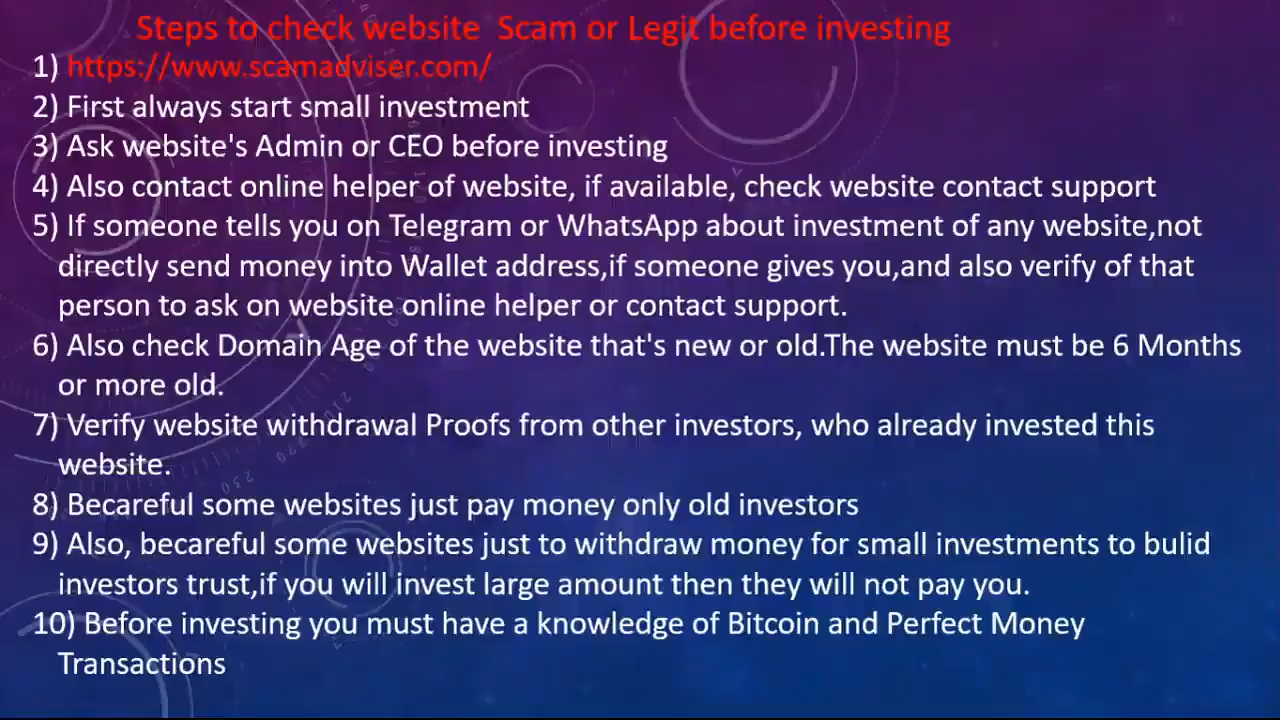 Steps to check website  Scam or Legit before investing
1) https://www.scamadviser.com/
2) First always start small investment
3) Ask website's Admin or CEO before investing
4) Also contact online helper of website, if available, check website contact support
5) If someone tells you on Telegram or WhatsApp about investment of any website,not
directly send money into Wallet address,if someone gives you,and also verify of that
person to ask on website online helper or contact support.
6) Also check Domain Age of the website that's new or old.The website must be 6 Months
or more old.
7) Verify website withdrawal Proofs from other investors, who already invested this
website.
8) Becareful some websites just pay money only old investors
9) Also, becareful some websites just to withdraw money for small investments to bulid
investors trust,if you will invest large amount then they will not pay you.
10) Before investing you must have a knowledge of Bitcoin and Perfect Money
Transactions